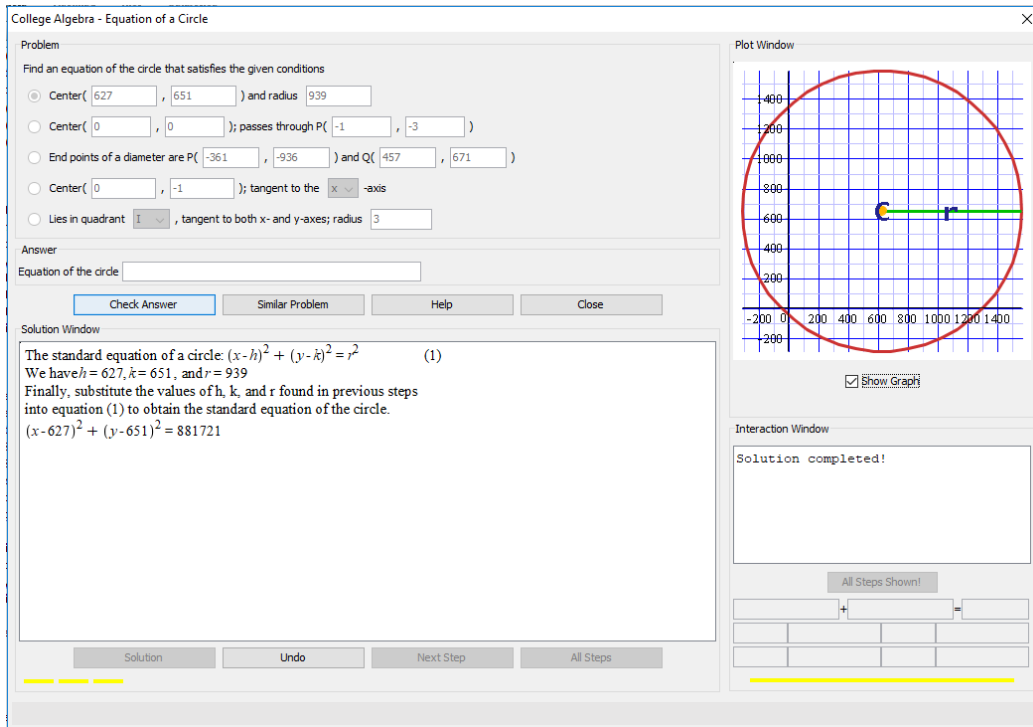 College Algebra - Equation of a Circle
Problem
Find an equation of the circle that satisfies the given conditions
Center( 627 , 651 ) and radius 939
Center( 0 , 0 ); passes through P( -1 , -3 )
End points of a diameter are P( -361 , -936 ) and Q( 457 , 671 )
Center( 0 , -1 ); tangent to the x -axis
Lies in quadrant I , tangent to both x- and y-axes; radius 3
Answer
Equation of the circle
Check Answer Similar Problem Help Close
Solution Window
The standard equation of a circle: (x-h)² + (y-k)² = r² (1)
We have h = 627, k = 651, and r = 939
Finally, substitute the values of h, k, and r found in previous steps
into equation (1) to obtain the standard equation of the circle.
(x-627)² + (y-651)² = 881721
Solution Undo Next Step All Steps
Plot Window
1400
1200
1000
800
600
C r
400
200
-200 0 200 400 600 800 1000 1200 1400
-200
Show Graph
Interaction Window
Solution completed!
All Steps Shown!
+ =